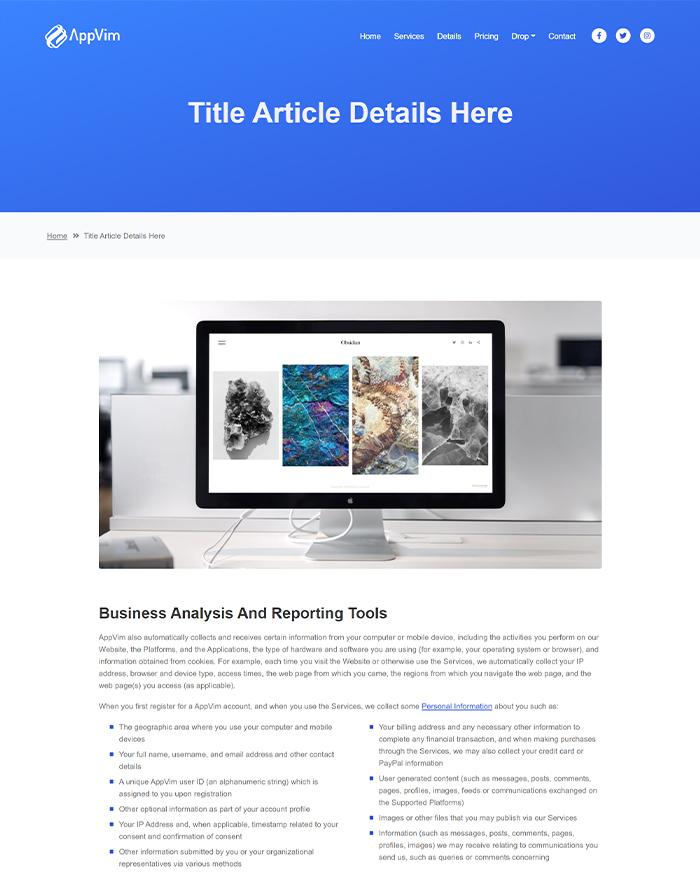 AppVim
Home Services Details Pricing Drop Contact
Title Article Details Here
Home » Title Article Details Here
Obsidian
Business Analysis And Reporting Tools
AppVim also automatically collects and receives certain information from your computer or mobile device, including the activities you perform on our
Website, the Platforms, and the Applications, the type of hardware and software you are using (for example, your operating system or browser), and
information obtained from cookies. For example, each time you visit the Website or otherwise use the Services, we automatically collect your IP
address, browser and device type, access times, the web page from which you came, the regions from which you navigate the web page, and the
web page(s) you access (as applicable).
When you first register for a AppVim account, and when you use the Services, we collect some Personal Information about you such as:
The geographic area where you use your computer and mobile
devices
Your full name, username, and email address and other contact
details
A unique AppVim user ID (an alphanumeric string) which is
assigned to you upon registration
Other optional information as part of your account profile
Your IP Address and, when applicable, timestamp related to your
consent and confirmation of consent
Other information submitted by you or your organizational
representatives via various methods
Your billing address and any necessary other information to
complete any financial transaction, and when making purchases
through the Services, we may also collect your credit card or
PayPal information
User generated content (such as messages, posts, comments,
pages, profiles, images, feeds or communications exchanged on
the Supported Platforms)
Images or other files that you may publish via our Services
Information (such as messages, posts, comments, pages,
profiles, images) we may receive relating to communications you
send us, such as queries or comments concerning